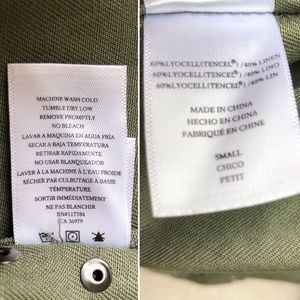 MACHINE WASH COLD
TUMBLE DRY LOW
REMOVE PROMPTLY
NO BLEACH
LAVAR A MAQUINA EN AGUA FRÍA
SECAR A BAJA TEMPERATURA
RETIRAR RAPIDAMENTE
NO USAR BLANQUEADOR
LAVER À LA MACHINE À L'EAU FROIDE
SÉCHER PAR CULBUTAGE À BASSE
TEMPÉRATURE
SORTIR IMMÉDIATEMENT
NE PAS BLANCHIR
RN#117784
CA 36979
60%LYOCELL(TENCEL®)/40% LINEN
60%LYOCELL(TENCEL®)/40% LINO
60%LYOCELL(TENCEL®)/40% LIN
MADE IN CHINA
HECHO EN CHINA
FABRIQUÉ EN CHINE
SMALL
CHICO
PETIT